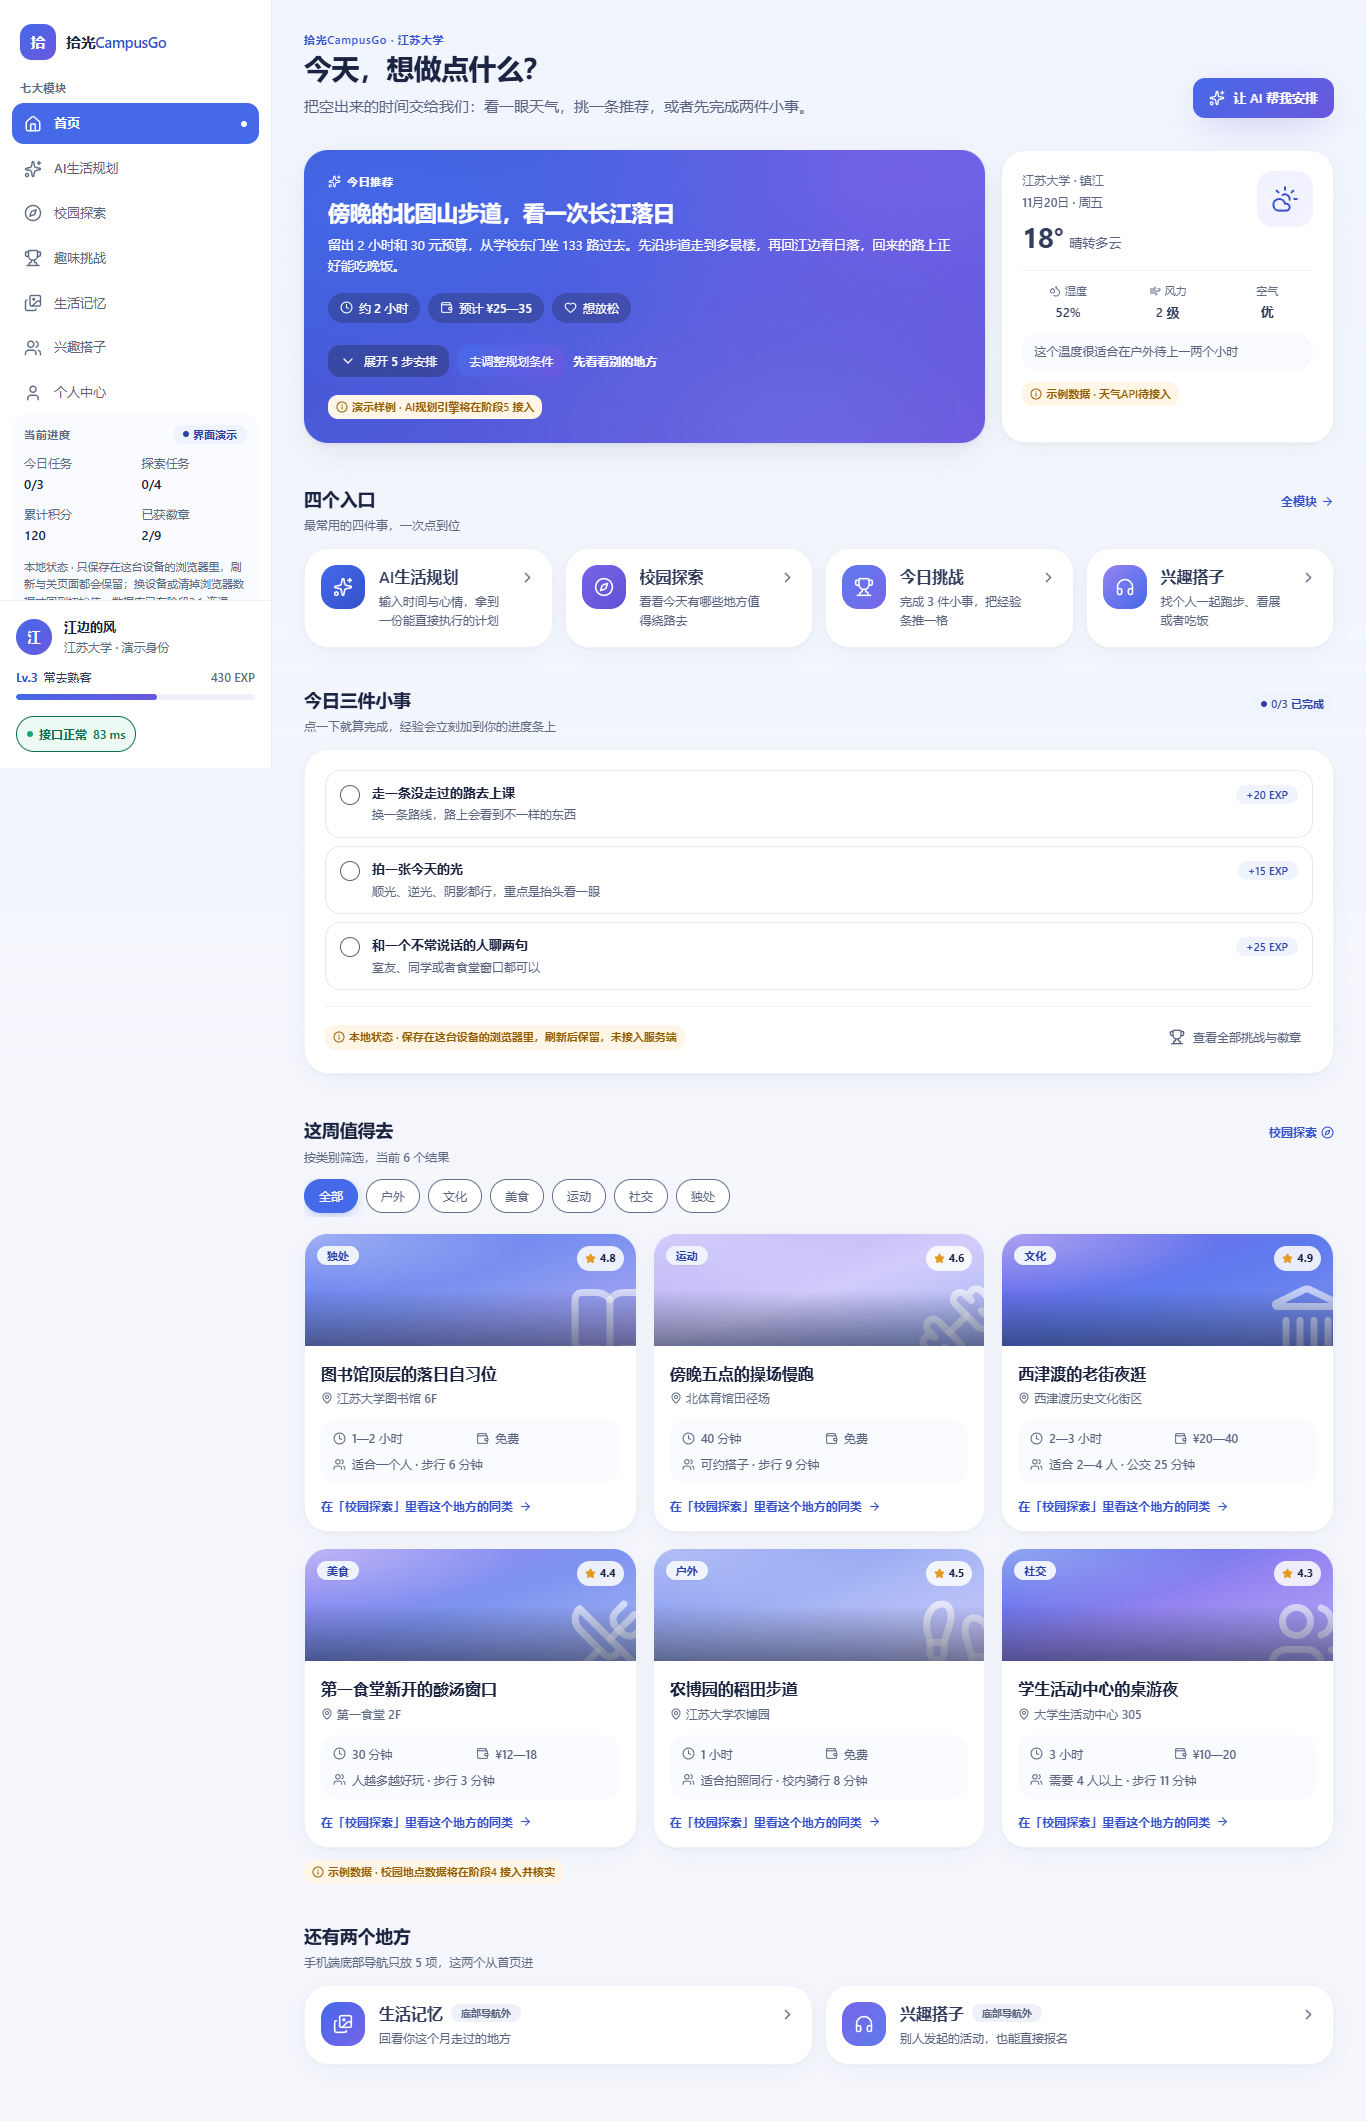 拾 拾光CampusGo
七大模块
首页
AI生活规划
校园探索
趣味挑战
生活记忆
兴趣搭子
个人中心
当前进度 界面演示
今日任务 探索任务
0/3 0/4
累计积分 已获徽章
120 2/9
本地状态 · 只保存在这台设备的浏览器里，刷
新与关页面都会保留；换设备或清掉浏览器数
江 江边的风
江苏大学 · 演示身份
Lv.3 常去熟客 430 EXP
接口正常 83 ms
拾光CampusGo · 江苏大学
今天，想做点什么？
把空出来的时间交给我们：看一眼天气，挑一条推荐，或者先完成两件小事。
让 AI 帮我安排
今日推荐
傍晚的北固山步道，看一次长江落日
留出 2 小时和 30 元预算，从学校东门坐 133 路过去。先沿步道走到多景楼，再回江边看日落，回来的路上正
好能吃晚饭。
约 2 小时 预计 ¥25—35 想放松
展开 5 步安排 去调整规划条件 先看看别的地方
演示样例 · AI规划引擎将在阶段5 接入
江苏大学 · 镇江
11月20日 · 周五
18° 晴转多云
湿度 风力 空气
52% 2 级 优
这个温度很适合在户外待上一两个小时
示例数据 · 天气API待接入
四个入口
最常用的四件事，一次点到位
全模块
AI生活规划
输入时间与心情，拿到
一份能直接执行的计划
校园探索
看看今天有哪些地方值
得绕路去
今日挑战
完成 3 件小事，把经验
条推一格
兴趣搭子
找个人一起跑步、看展
或者吃饭
今日三件小事
点一下就算完成，经验会立刻加到你的进度条上
0/3 已完成
走一条没走过的路去上课
换一条路线，路上会看到不一样的东西
+20 EXP
拍一张今天的光
顺光、逆光、阴影都行，重点是抬头看一眼
+15 EXP
和一个不常说话的人聊两句
室友、同学或者食堂窗口都可以
+25 EXP
本地状态 · 保存在这台设备的浏览器里，刷新后保留，未接入服务端
查看全部挑战与徽章
这周值得去
按类别筛选，当前 6 个结果
校园探索
全部 户外 文化 美食 运动 社交 独处
独处 4.8
图书馆顶层的落日自习位
江苏大学图书馆 6F
1—2 小时 免费
适合一个人 · 步行 6 分钟
在「校园探索」里看这个地方的同类
运动 4.6
傍晚五点的操场慢跑
北体育馆田径场
40 分钟 免费
可约搭子 · 步行 9 分钟
在「校园探索」里看这个地方的同类
文化 4.9
西津渡的老街夜逛
西津渡历史文化街区
2—3 小时 ¥20—40
适合 2—4 人 · 公交 25 分钟
在「校园探索」里看这个地方的同类
美食 4.4
第一食堂新开的酸汤窗口
第一食堂 2F
30 分钟 ¥12—18
人越多越好玩 · 步行 3 分钟
在「校园探索」里看这个地方的同类
户外 4.5
农博园的稻田步道
江苏大学农博园
1 小时 免费
适合拍照同行 · 校内骑行 8 分钟
在「校园探索」里看这个地方的同类
社交 4.3
学生活动中心的桌游夜
大学生活动中心 305
3 小时 ¥10—20
需要 4 人以上 · 步行 11 分钟
在「校园探索」里看这个地方的同类
示例数据 · 校园地点数据将在阶段4 接入并核实
还有两个地方
手机端底部导航只放 5 项，这两个从首页进
生活记忆 底部导航外
回看你这个月走过的地方
兴趣搭子 底部导航外
别人发起的活动，也能直接报名